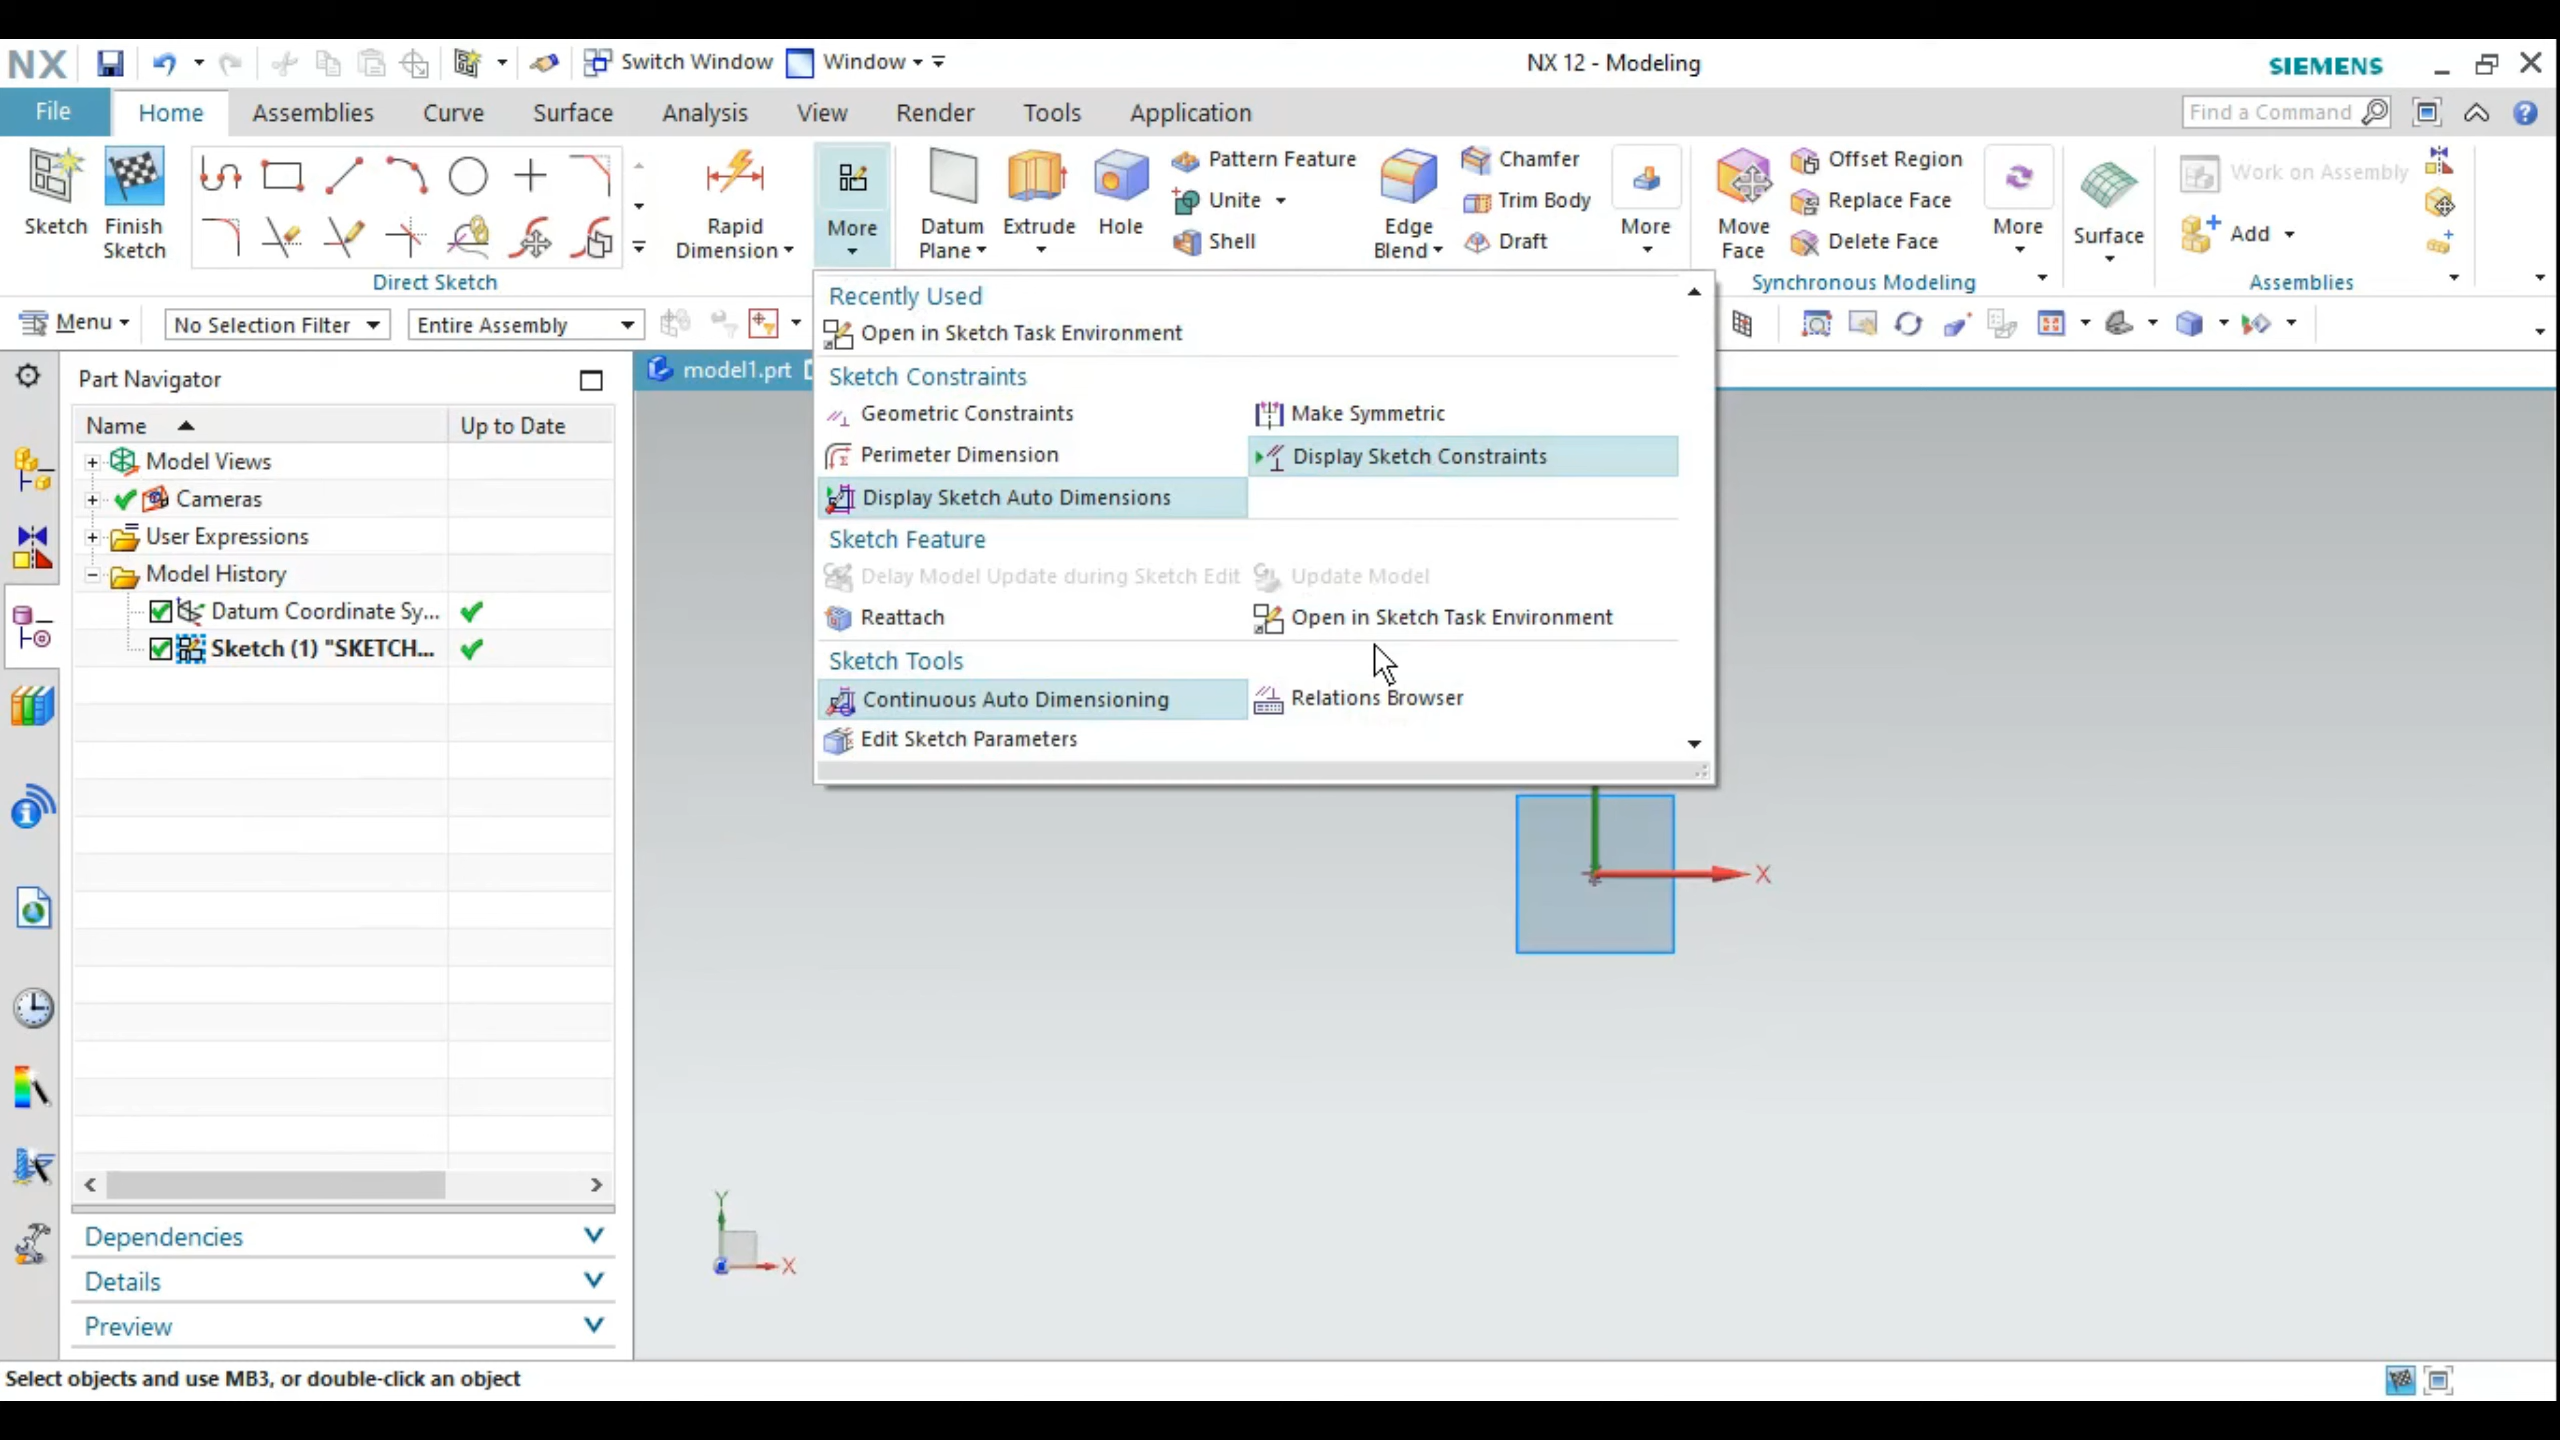 NX
Switch Window
Window
NX 12 - Modeling
SIEMENS
File
Home
Assemblies
Curve
Surface
Analysis
View
Render
Tools
Application
Find a Command
Sketch
Finish
Sketch
Direct Sketch
Rapid
Dimension
More
Datum
Plane
Extrude
Hole
Pattern Feature
Unite
Shell
Edge
Blend
Chamfer
Trim Body
Draft
More
Move
Face
Offset Region
Replace Face
Delete Face
More
Synchronous Modeling
Surface
Work on Assembly
Add
Assemblies
Menu
No Selection Filter
Entire Assembly
Recently Used
Open in Sketch Task Environment
Sketch Constraints
Geometric Constraints
Make Symmetric
Perimeter Dimension
Display Sketch Constraints
Display Sketch Auto Dimensions
Sketch Feature
Delay Model Update during Sketch Edit
Update Model
Reattach
Open in Sketch Task Environment
Sketch Tools
Continuous Auto Dimensioning
Relations Browser
Edit Sketch Parameters
Part Navigator
Name
Up to Date
Model Views
Cameras
User Expressions
Model History
Datum Coordinate Sy...
Sketch (1) "SKETCH...
Dependencies
Details
Preview
model1.prt
X
Y
X
Select objects and use MB3, or double-click an object